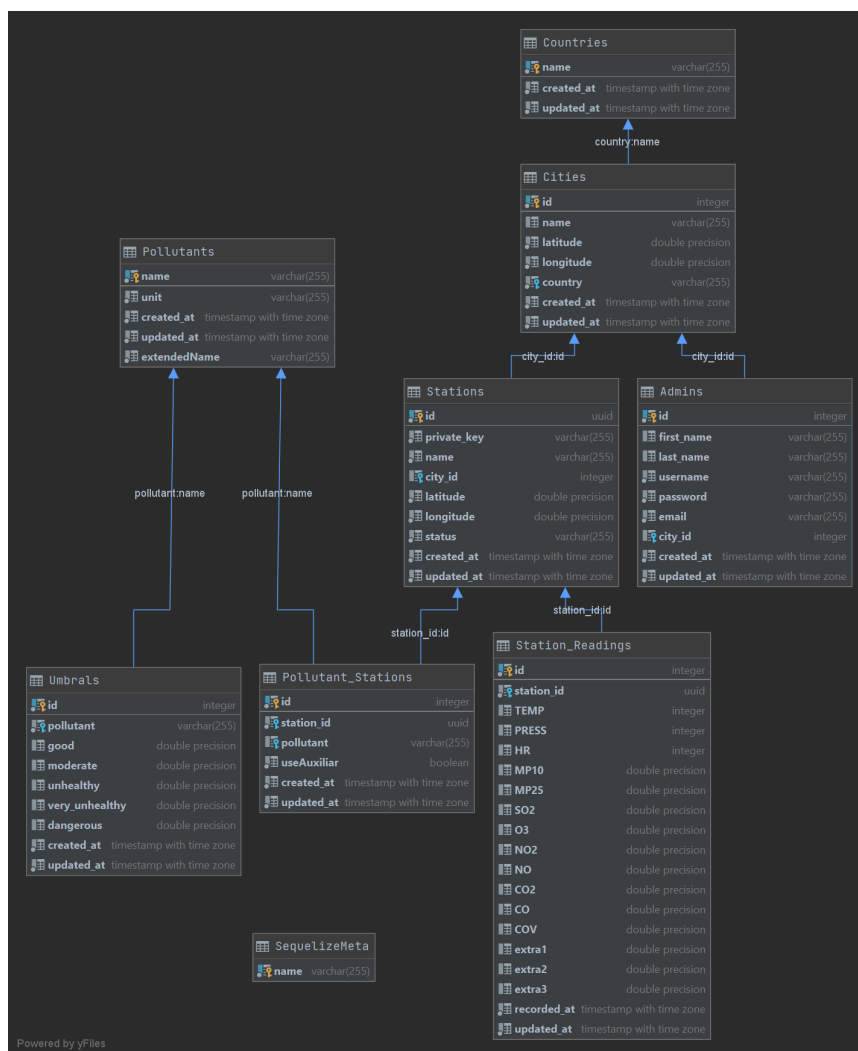 Countries
name varchar(255)
created_at timestamp with time zone
updated_at timestamp with time zone
country:name
Cities
id integer
name varchar(255)
latitude double precision
longitude double precision
country varchar(255)
created_at timestamp with time zone
updated_at timestamp with time zone
Pollutants
name varchar(255)
unit varchar(255)
created_at timestamp with time zone
updated_at timestamp with time zone
extendedName varchar(255)
city_id:id
city_id:id
Stations
id uuid
private_key varchar(255)
name varchar(255)
city_id integer
latitude double precision
longitude double precision
status varchar(255)
created_at timestamp with time zone
updated_at timestamp with time zone
Admins
id integer
first_name varchar(255)
last_name varchar(255)
username varchar(255)
password varchar(255)
email varchar(255)
city_id integer
created_at timestamp with time zone
updated_at timestamp with time zone
pollutant:name
pollutant:name
station_id:id
station_id:id
Umbrals
id integer
pollutant varchar(255)
good double precision
moderate double precision
unhealthy double precision
very_unhealthy double precision
dangerous double precision
created_at timestamp with time zone
updated_at timestamp with time zone
Pollutant_Stations
id integer
station_id uuid
pollutant varchar(255)
useAuxiliar boolean
created_at timestamp with time zone
updated_at timestamp with time zone
Station_Readings
id integer
station_id uuid
TEMP integer
PRESS integer
HR integer
MP10 double precision
MP25 double precision
SO2 double precision
O3 double precision
NO2 double precision
NO double precision
CO2 double precision
CO double precision
COV double precision
extra1 double precision
extra2 double precision
extra3 double precision
recorded_at timestamp with time zone
updated_at timestamp with time zone
SequelizeMeta
name varchar(255)
Powered by yFiles